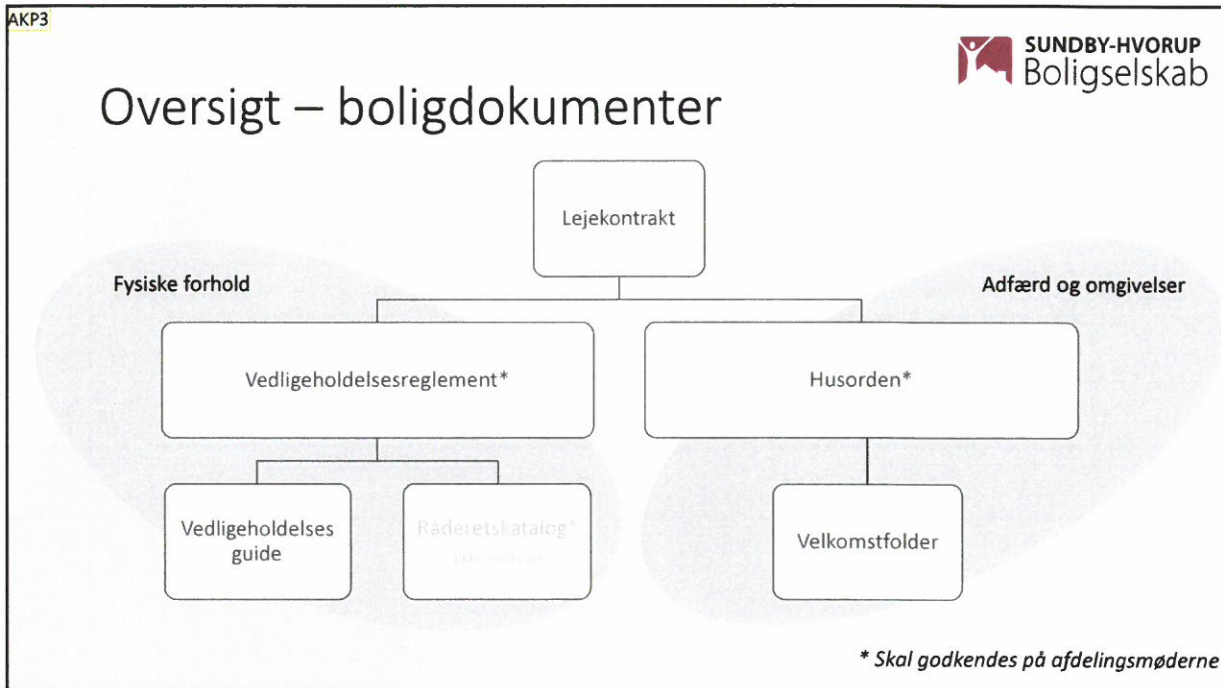 AKP3
SUNDBY-HVORUP
Boligselskab
Oversigt – boligdokumenter
Lejekontrakt
Fysiske forhold
Adfærd og omgivelser
Vedligeholdelsesreglement*
Husorden*
Vedligeholdelses
guide
Råderetskatalog*
Velkomstfolder
* Skal godkendes på afdelingsmøderne